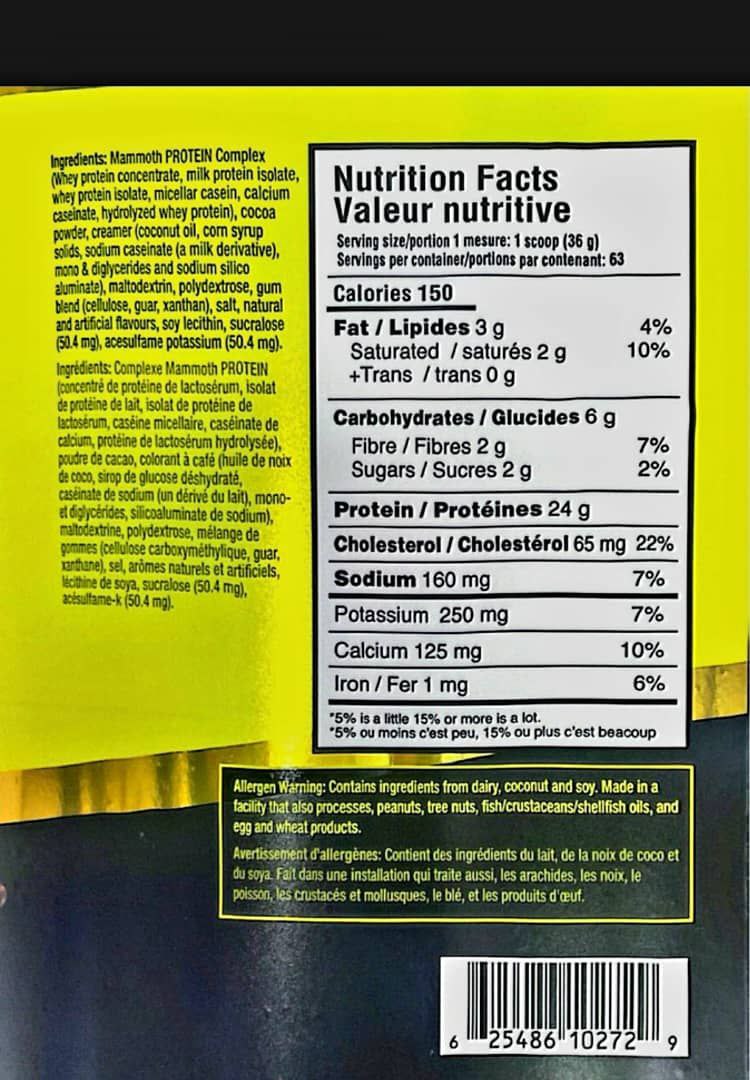 Ingredients: Mammoth PROTEIN Complex
(Whey protein concentrate, milk protein isolate,
whey protein isolate, micellar casein, calcium
caseinate, hydrolyzed whey protein), cocoa
powder, creamer (coconut oil, corn syrup
solids, sodium caseinate (a milk derivative),
mono & diglycerides and sodium silico
aluminate), maltodextrin, polydextrose, gum
blend (cellulose, guar, xanthan), salt, natural
and artificial flavours, soy lecithin, sucralose
(50.4 mg), acesulfame potassium (50.4 mg).
Ingrédients: Complexe Mammoth PROTEIN
(concentré de protéine de lactosérum, isolat
de protéine de lait, isolat de protéine de
lactosérum, caséine micellaire, caséinate de
calcium, protéine de lactosérum hydrolysée),
poudre de cacao, colorant à café (huile de noix
de coco, sirop de glucose déshydraté,
caséinate de sodium (un dérivé du lait), mono-
et diglycérides, silicoaluminate de sodium),
maltodextrine, polydextrose, mélange de
gommes (cellulose carboxyméthylique, guar,
xanthane), sel, arômes naturels et artificiels,
lécithine de soya, sucralose (50.4 mg),
acésulfame-k (50.4 mg).
Nutrition Facts
Valeur nutritive
Serving size/portion 1 mesure: 1 scoop (36 g)
Servings per container/portions par contenant: 63
Calories 150
Fat / Lipides 3 g 4%
Saturated / saturés 2 g 10%
+Trans / trans 0 g
Carbohydrates / Glucides 6 g
Fibre / Fibres 2 g 7%
Sugars / Sucres 2 g 2%
Protein / Protéines 24 g
Cholesterol / Cholestérol 65 mg 22%
Sodium 160 mg 7%
Potassium 250 mg 7%
Calcium 125 mg 10%
Iron / Fer 1 mg 6%
*5% is a little 15% or more is a lot.
*5% ou moins c'est peu, 15% ou plus c'est beacoup
Allergen Warning: Contains ingredients from dairy, coconut and soy. Made in a
facility that also processes, peanuts, tree nuts, fish/crustaceans/shellfish oils, and
egg and wheat products.
Avertissement d'allergènes: Contient des ingrédients du lait, de la noix de coco et
du soya. Fait dans une installation qui traite aussi, les arachides, les noix, le
poisson, les crustacés et mollusques, le blé, et les produits d'œuf.
6 25486 10272 9